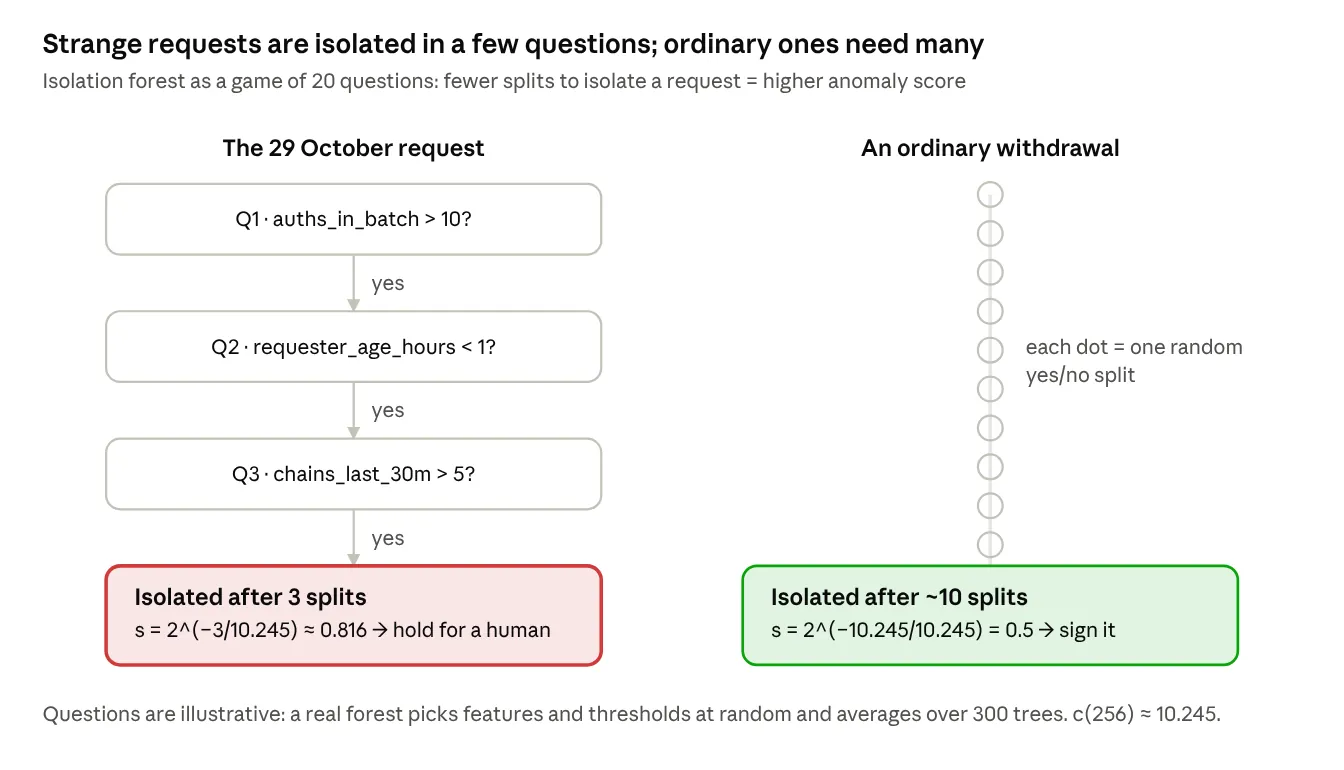 Strange requests are isolated in a few questions; ordinary ones need many
Isolation forest as a game of 20 questions: fewer splits to isolate a request = higher anomaly score
The 29 October request
Q1 · auths_in_batch > 10?
yes
Q2 · requester_age_hours < 1?
yes
Q3 · chains_last_30m > 5?
yes
Isolated after 3 splits
s = 2^(−3/10.245) ≈ 0.816 → hold for a human
An ordinary withdrawal
each dot = one random
yes/no split
Isolated after ~10 splits
s = 2^(−10.245/10.245) = 0.5 → sign it
Questions are illustrative: a real forest picks features and thresholds at random and averages over 300 trees. c(256) ≈ 10.245.